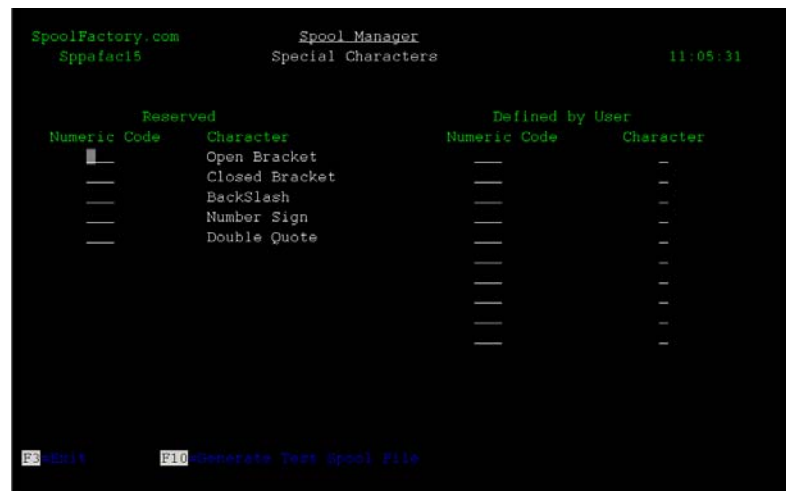 SpoolFactory.com Spool Manager
Sppafac15 Special Characters 11:05:31
Reserved Defined by User
Numeric Code Character Numeric Code Character
Open Bracket
Closed Bracket
BackSlash
Number Sign
Double Quote
F3=Exit F10=Generate Test Spool File